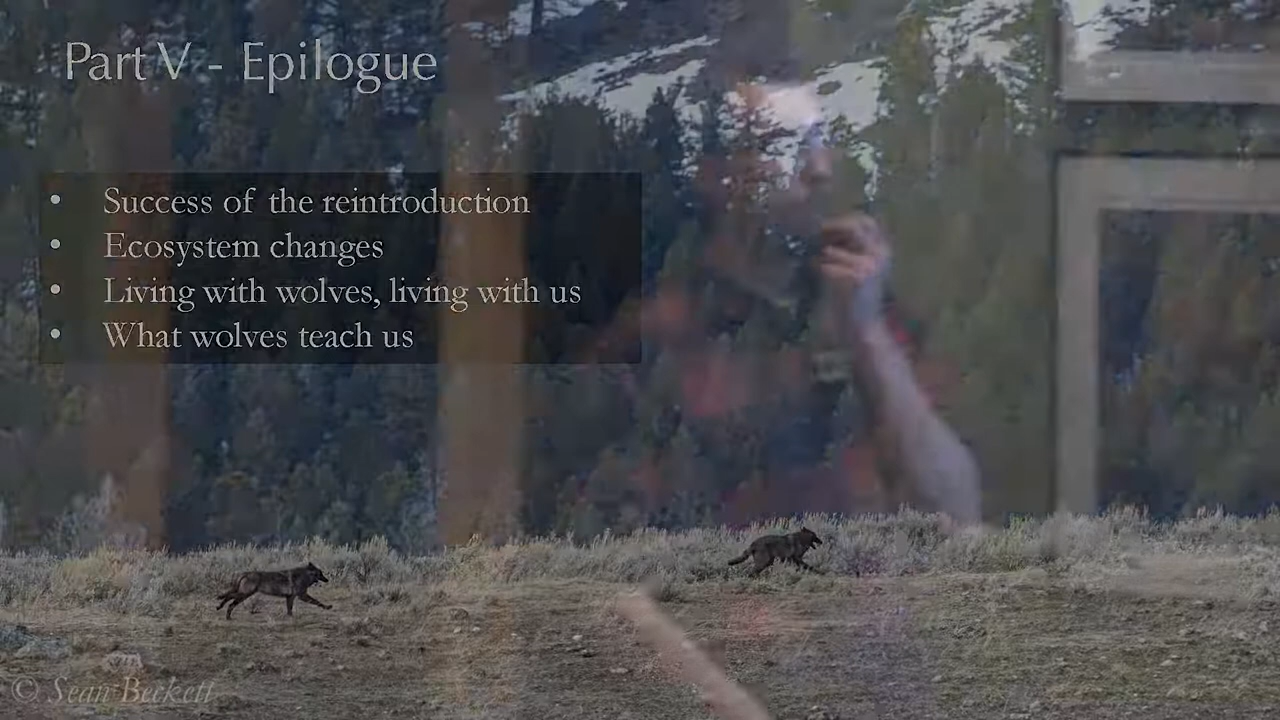 Part V - Epilogue
• Success of the reintroduction
• Ecosystem changes
• Living with wolves, living with us
• What wolves teach us
© Sean Beckett